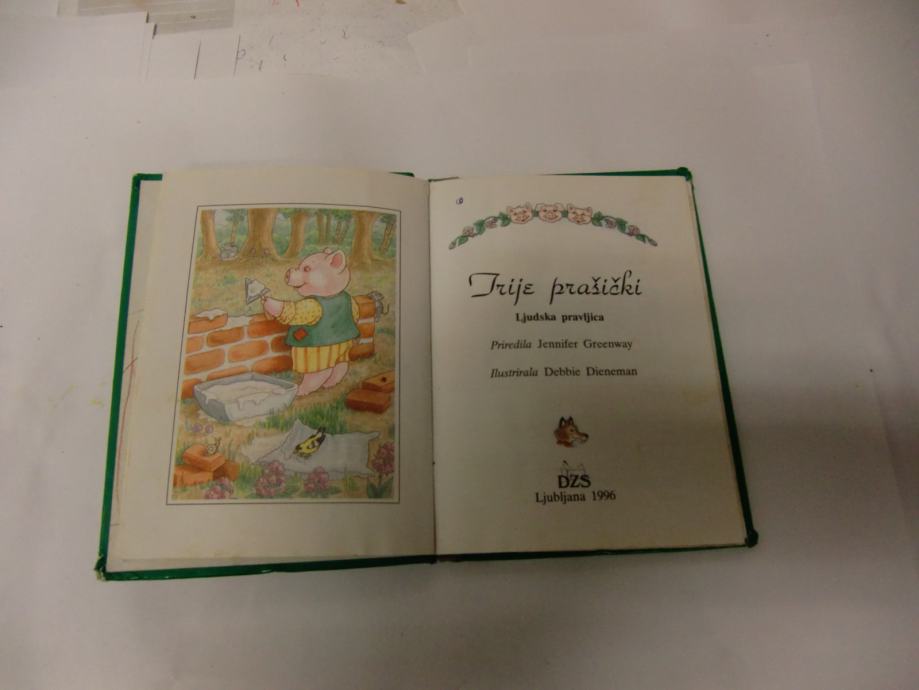 Trije prašički
Ljudska pravljica
Priredila Jennifer Greenway
Ilustrirala Debbie Dieneman
DZS
Ljubljana 1996